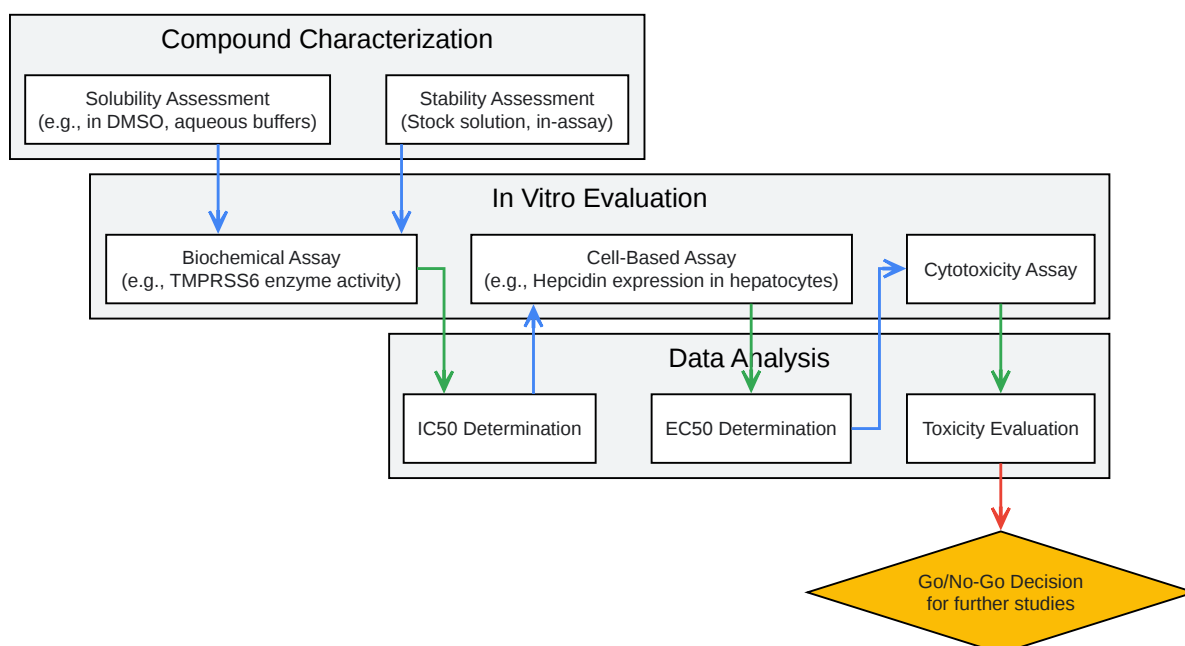 Compound Characterization
Solubility Assessment
(e.g., in DMSO, aqueous buffers)
Stability Assessment
(Stock solution, in-assay)
In Vitro Evaluation
Biochemical Assay
(e.g., TMPRSS6 enzyme activity)
Cell-Based Assay
(e.g., Hepcidin expression in hepatocytes)
Cytotoxicity Assay
Data Analysis
IC50 Determination
EC50 Determination
Toxicity Evaluation
Go/No-Go Decision
for further studies